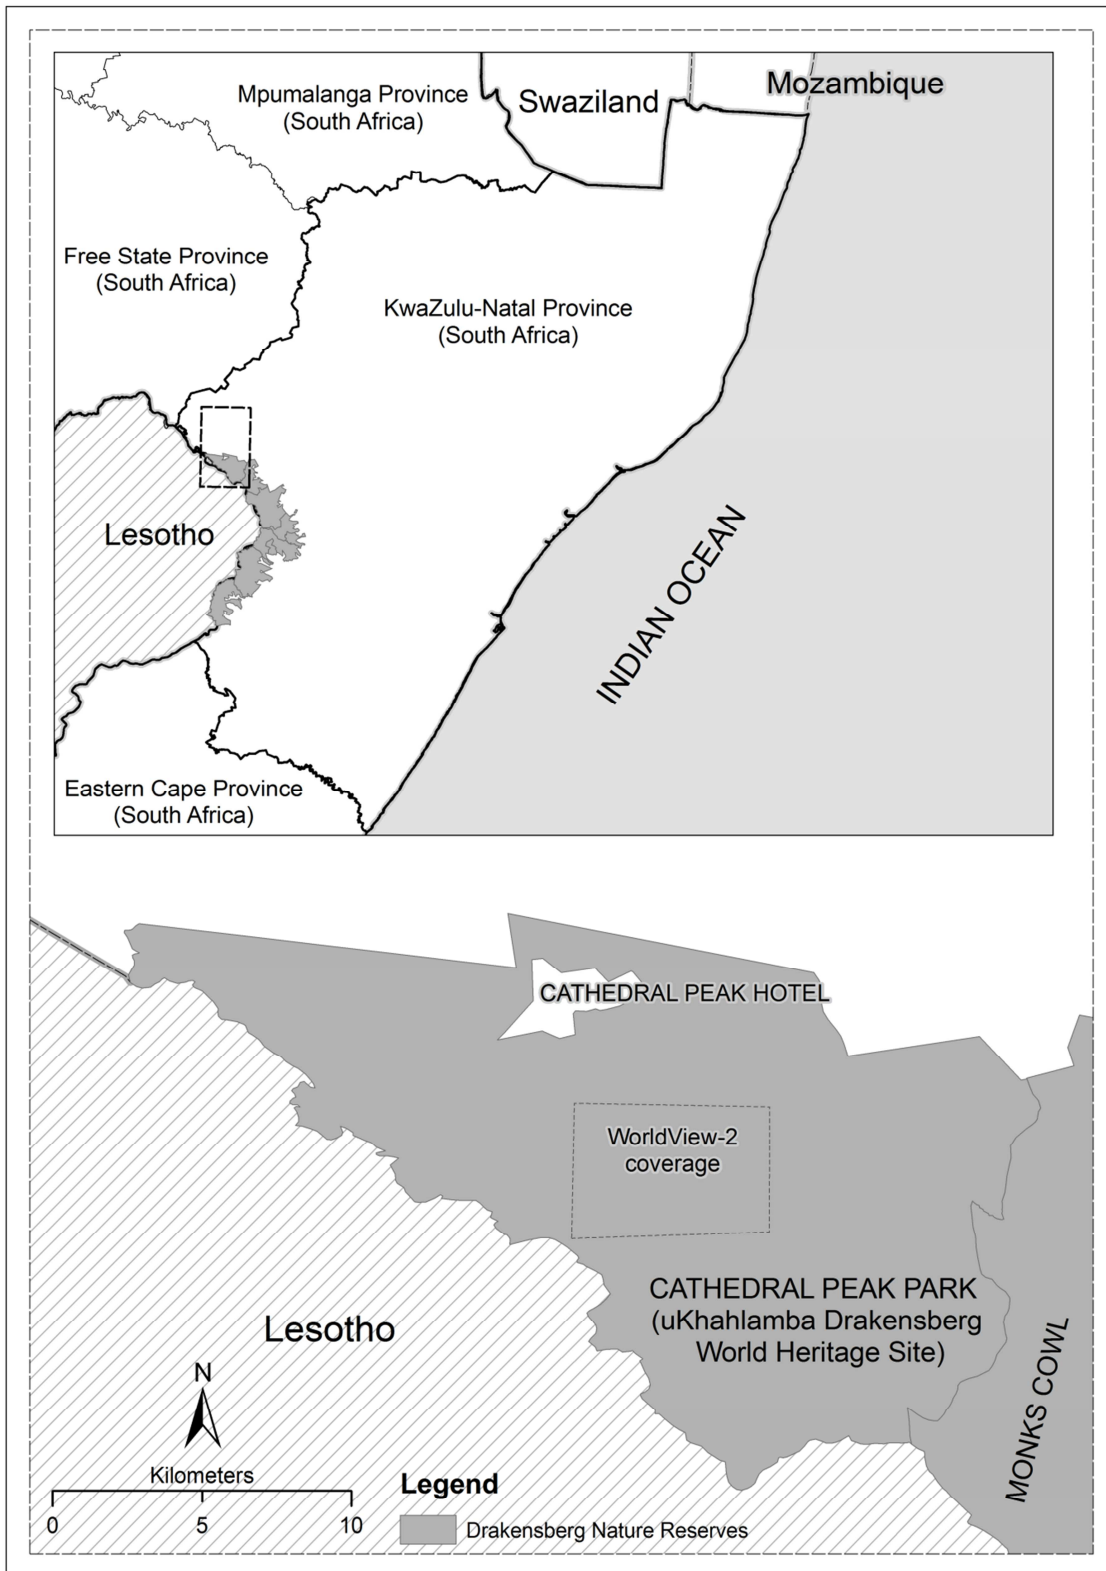 Mpumalanga Province
(South Africa)
Swaziland
Mozambique
Free State Province
(South Africa)
KwaZulu-Natal Province
(South Africa)
Lesotho
INDIAN OCEAN
Eastern Cape Province
(South Africa)
CATHEDRAL PEAK HOTEL
WorldView-2
coverage
CATHEDRAL PEAK PARK
(uKhahlamba Drakensberg
World Heritage Site)
Lesotho
MONKS COWL
N
Kilometers
0 5 10
Legend
Drakensberg Nature Reserves